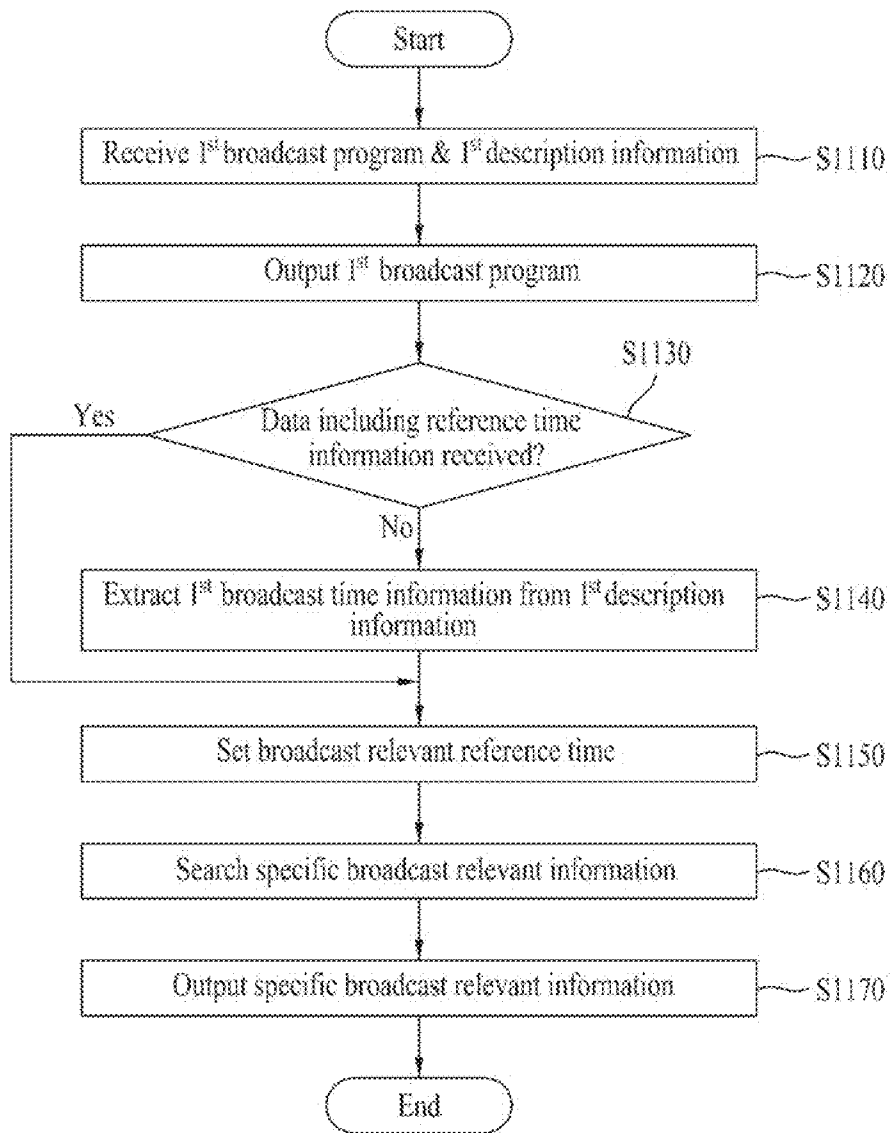 Start
Receive 1st broadcast program & 1st description information
S1110
Output 1st broadcast program
S1120
S1130
Yes
Data including reference time
information received?
No
Extract 1st broadcast time information from 1st description
information
S1140
Set broadcast relevant reference time
S1150
Search specific broadcast relevant information
S1160
Output specific broadcast relevant information
S1170
End